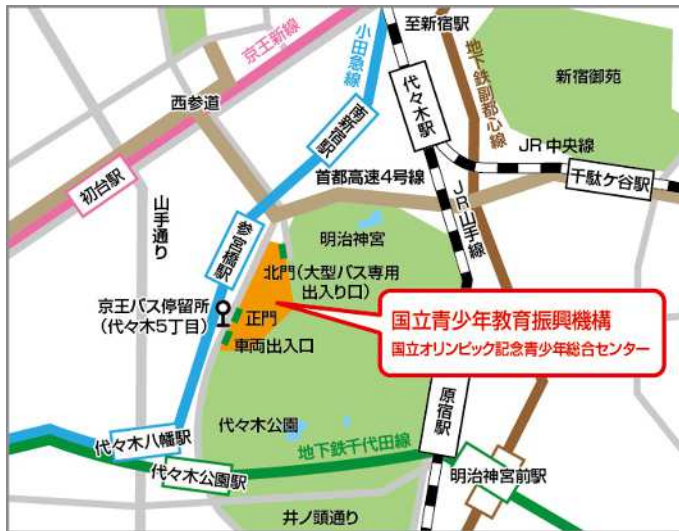 至新宿駅
京王新線
小田急線
地下鉄副都心線
新宿御苑
代々木駅
西参道
南新宿駅
JR中央線
首都高速4号線
千駄ケ谷駅
初台駅
山手通り
JR山手線
参宮橋駅
明治神宮
北門(大型バス専用
出入り口)
京王バス停留所
(代々木5丁目)
正門
国立青少年教育振興機構
国立オリンピック記念青少年総合センター
車両出入口
原宿駅
代々木公園
代々木八幡駅
地下鉄千代田線
代々木公園駅
明治神宮前駅
井ノ頭通り